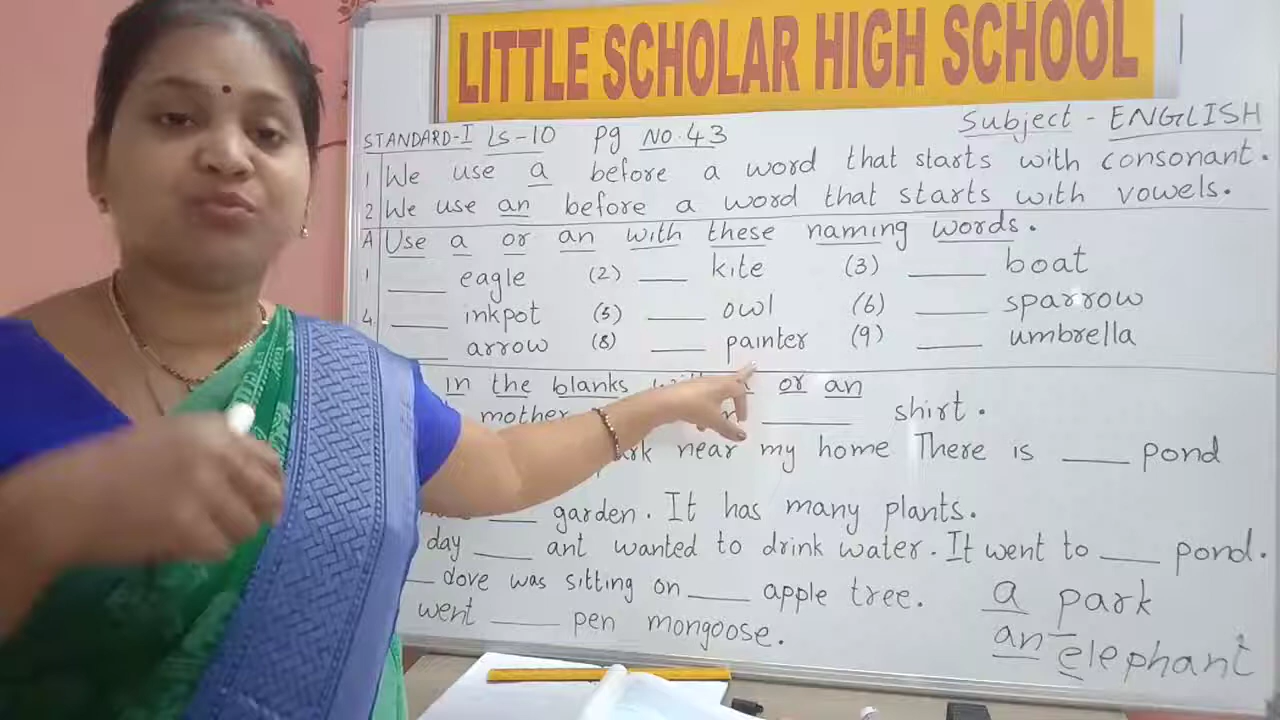 LITTLE SCHOLAR HIGH SCHOOL
Subject - ENGLISH
STANDARD-I LS-10 Pg NO. 43
1 We use a before a word that starts with consonant.
2 We use an before a word that starts with vowels.
A Use a or an with these naming words.
1 ____ eagle (2) ____ kite (3) ____ boat
4 ____ inkpot (5) ____ owl (6) ____ sparrow
____ arrow (8) ____ painter (9) ____ umbrella
in the blanks or an
mother ____ shirt.
near my home There is ____ pond
____ garden. It has many plants.
day ____ ant wanted to drink water. It went to ____ pond.
____ dove was sitting on ____ apple tree.
went ____ pen mongoose.
a park
an elephant